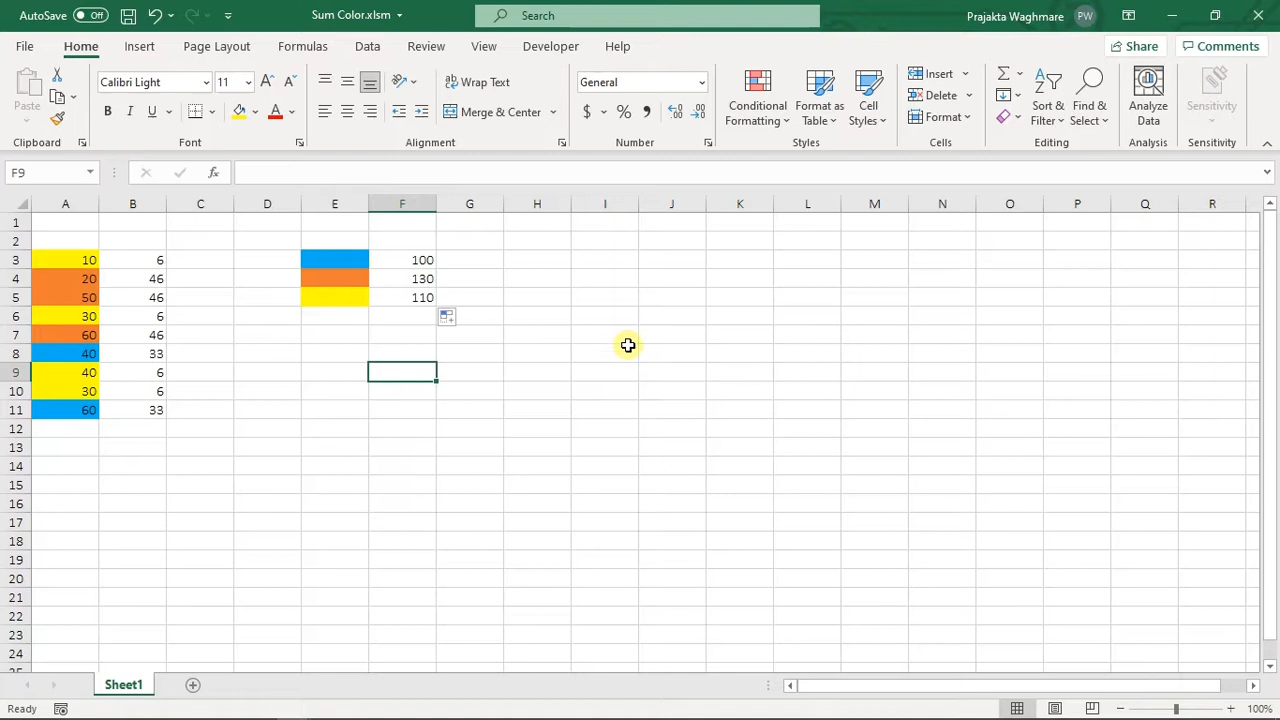 AutoSave Off Sum Color.xlsm Search Prajakta Waghmare PW
File Home Insert Page Layout Formulas Data Review View Developer Help Share Comments
Paste Calibri Light 11 A A Wrap Text General Conditional Formatting Format as Table Cell Styles Insert Sort & Filter Find & Select Analyze Data Sensitivity
B I U A Merge & Center $ % Delete
Format
Clipboard Font Alignment Number Styles Cells Editing Analysis Sensitivity
F9 fx
A B C D E F G H I J K L M N O P Q R
1
2
3 10 6 100
4 20 46 130
5 50 46 110
6 30 6
7 60 46
8 40 33
9 40 6
10 30 6
11 60 33
12
13
14
15
16
17
18
19
20
21
22
23
24
25
Sheet1
Ready 100%